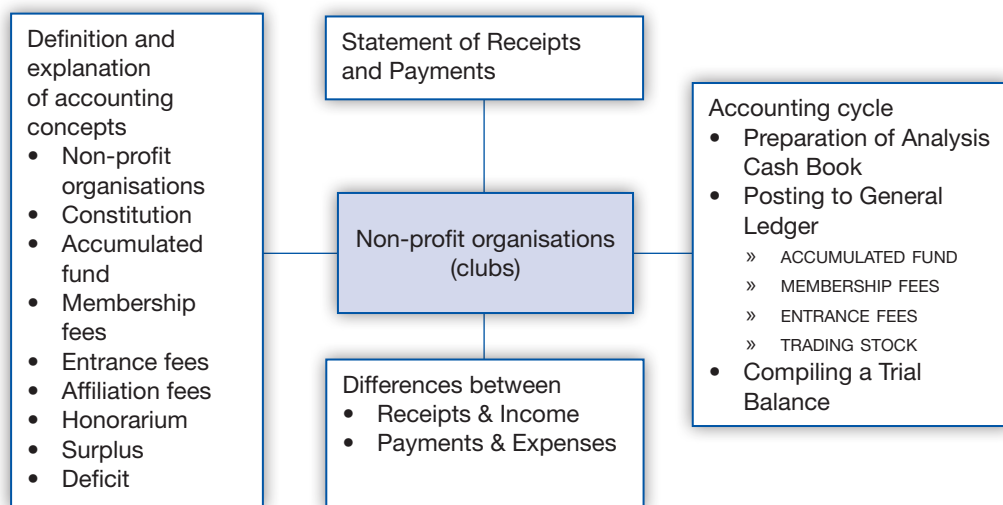 Definition and
explanation
of accounting
concepts
• Non-profit
organisations
• Constitution
• Accumulated
fund
• Membership
fees
• Entrance fees
• Affiliation fees
• Honorarium
• Surplus
• Deficit
Statement of Receipts
and Payments
Non-profit organisations
(clubs)
Differences between
• Receipts & Income
• Payments & Expenses
Accounting cycle
• Preparation of Analysis
Cash Book
• Posting to General
Ledger
» ACCUMULATED FUND
» MEMBERSHIP FEES
» ENTRANCE FEES
» TRADING STOCK
• Compiling a Trial
Balance